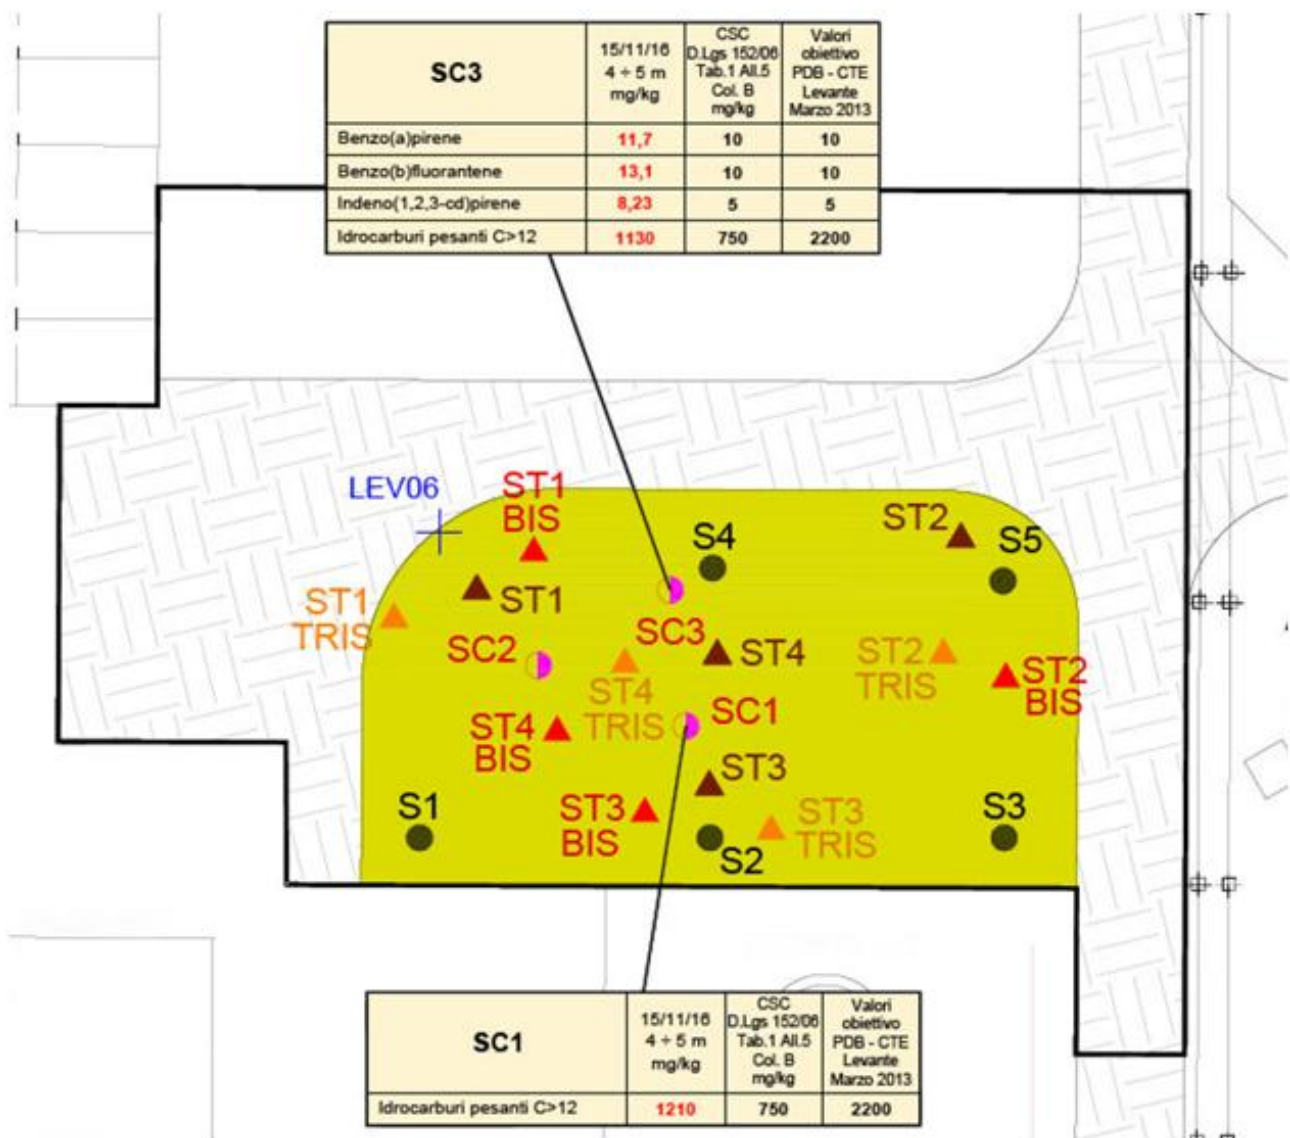 SC3
15/11/16
4 ÷ 5 m
mg/kg
CSC
D.Lgs 152/06
Tab.1 All.5
Col. B
mg/kg
Valori
obiettivo
PDB - CTE
Levante
Marzo 2013
Benzo(a)pirene 11,7 10 10
Benzo(b)fluorantene 13,1 10 10
Indeno(1,2,3-cd)pirene 8,23 5 5
Idrocarburi pesanti C>12 1130 750 2200
LEV06
ST1
BIS
ST2
S4
S5
ST1
ST1
TRIS
SC3
SC2
ST4
ST2
TRIS
ST2
BIS
ST4
TRIS
SC1
ST4
BIS
ST3
S1
ST3
BIS
ST3
TRIS
S3
S2
SC1
15/11/16
4 ÷ 5 m
mg/kg
CSC
D.Lgs 152/06
Tab.1 All.5
Col. B
mg/kg
Valori
obiettivo
PDB - CTE
Levante
Marzo 2013
Idrocarburi pesanti C>12 1210 750 2200